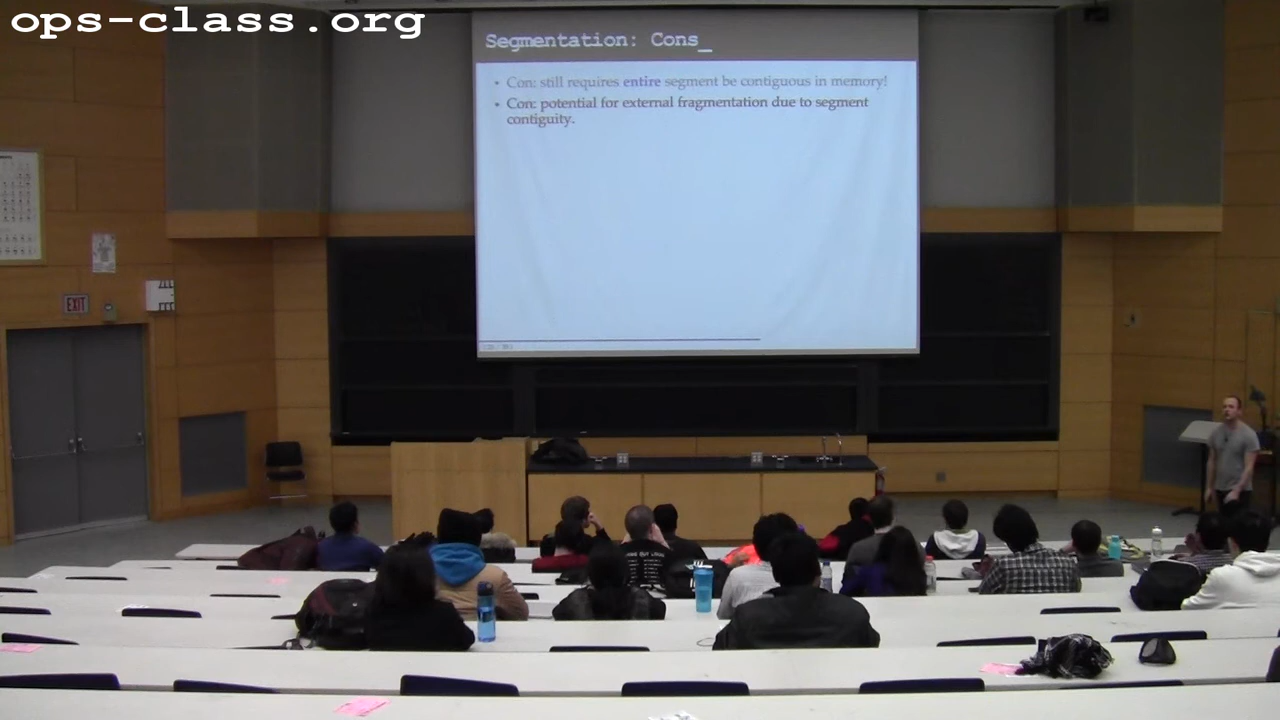 ops-class.org
Segmentation: Cons_
• Con: still requires entire segment be contiguous in memory!
• Con: potential for external fragmentation due to segment
contiguity.
EXIT